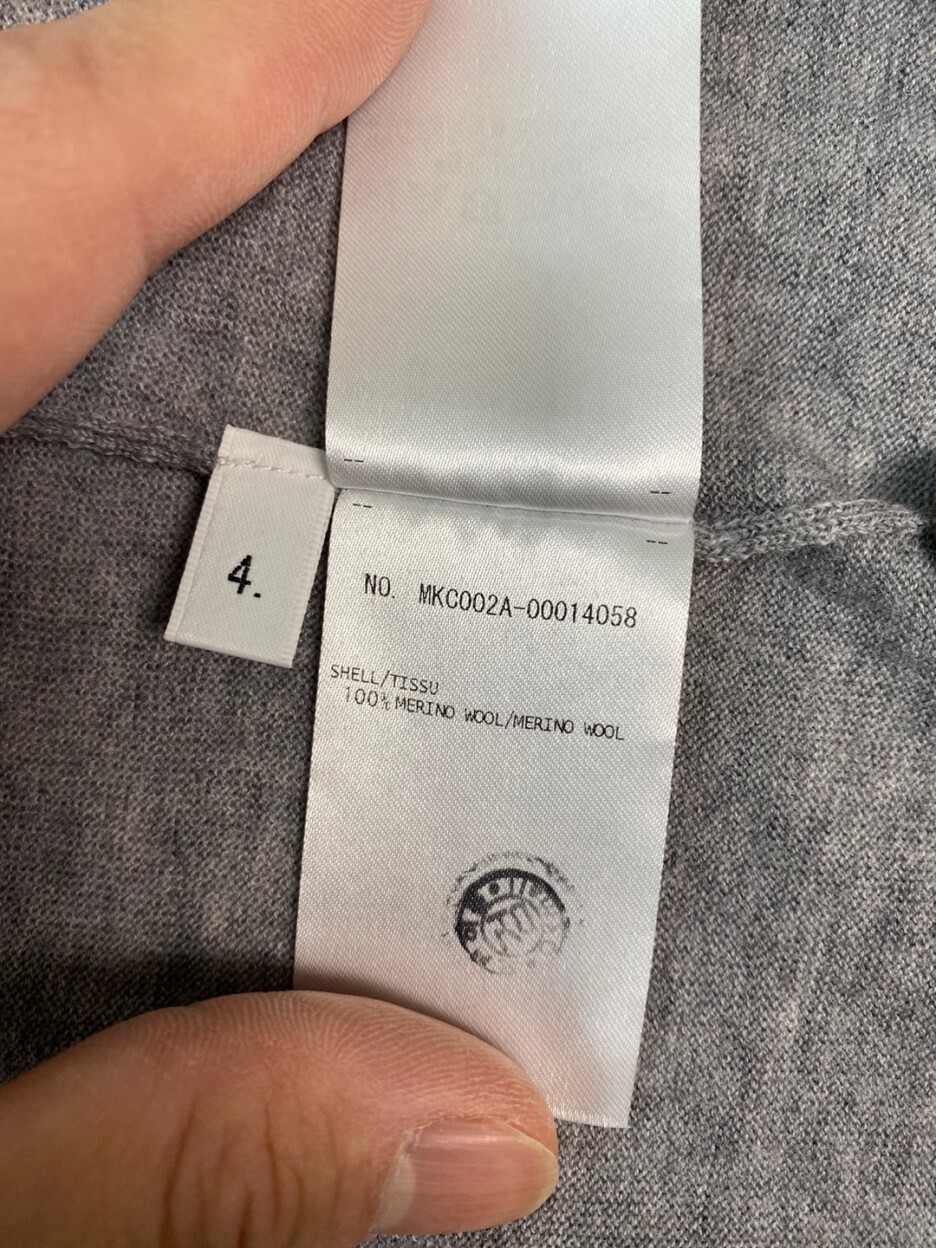 4.
NO. MKC002A-00014058
SHELL/TISSU
100% MERINO WOOL/MERINO WOOL